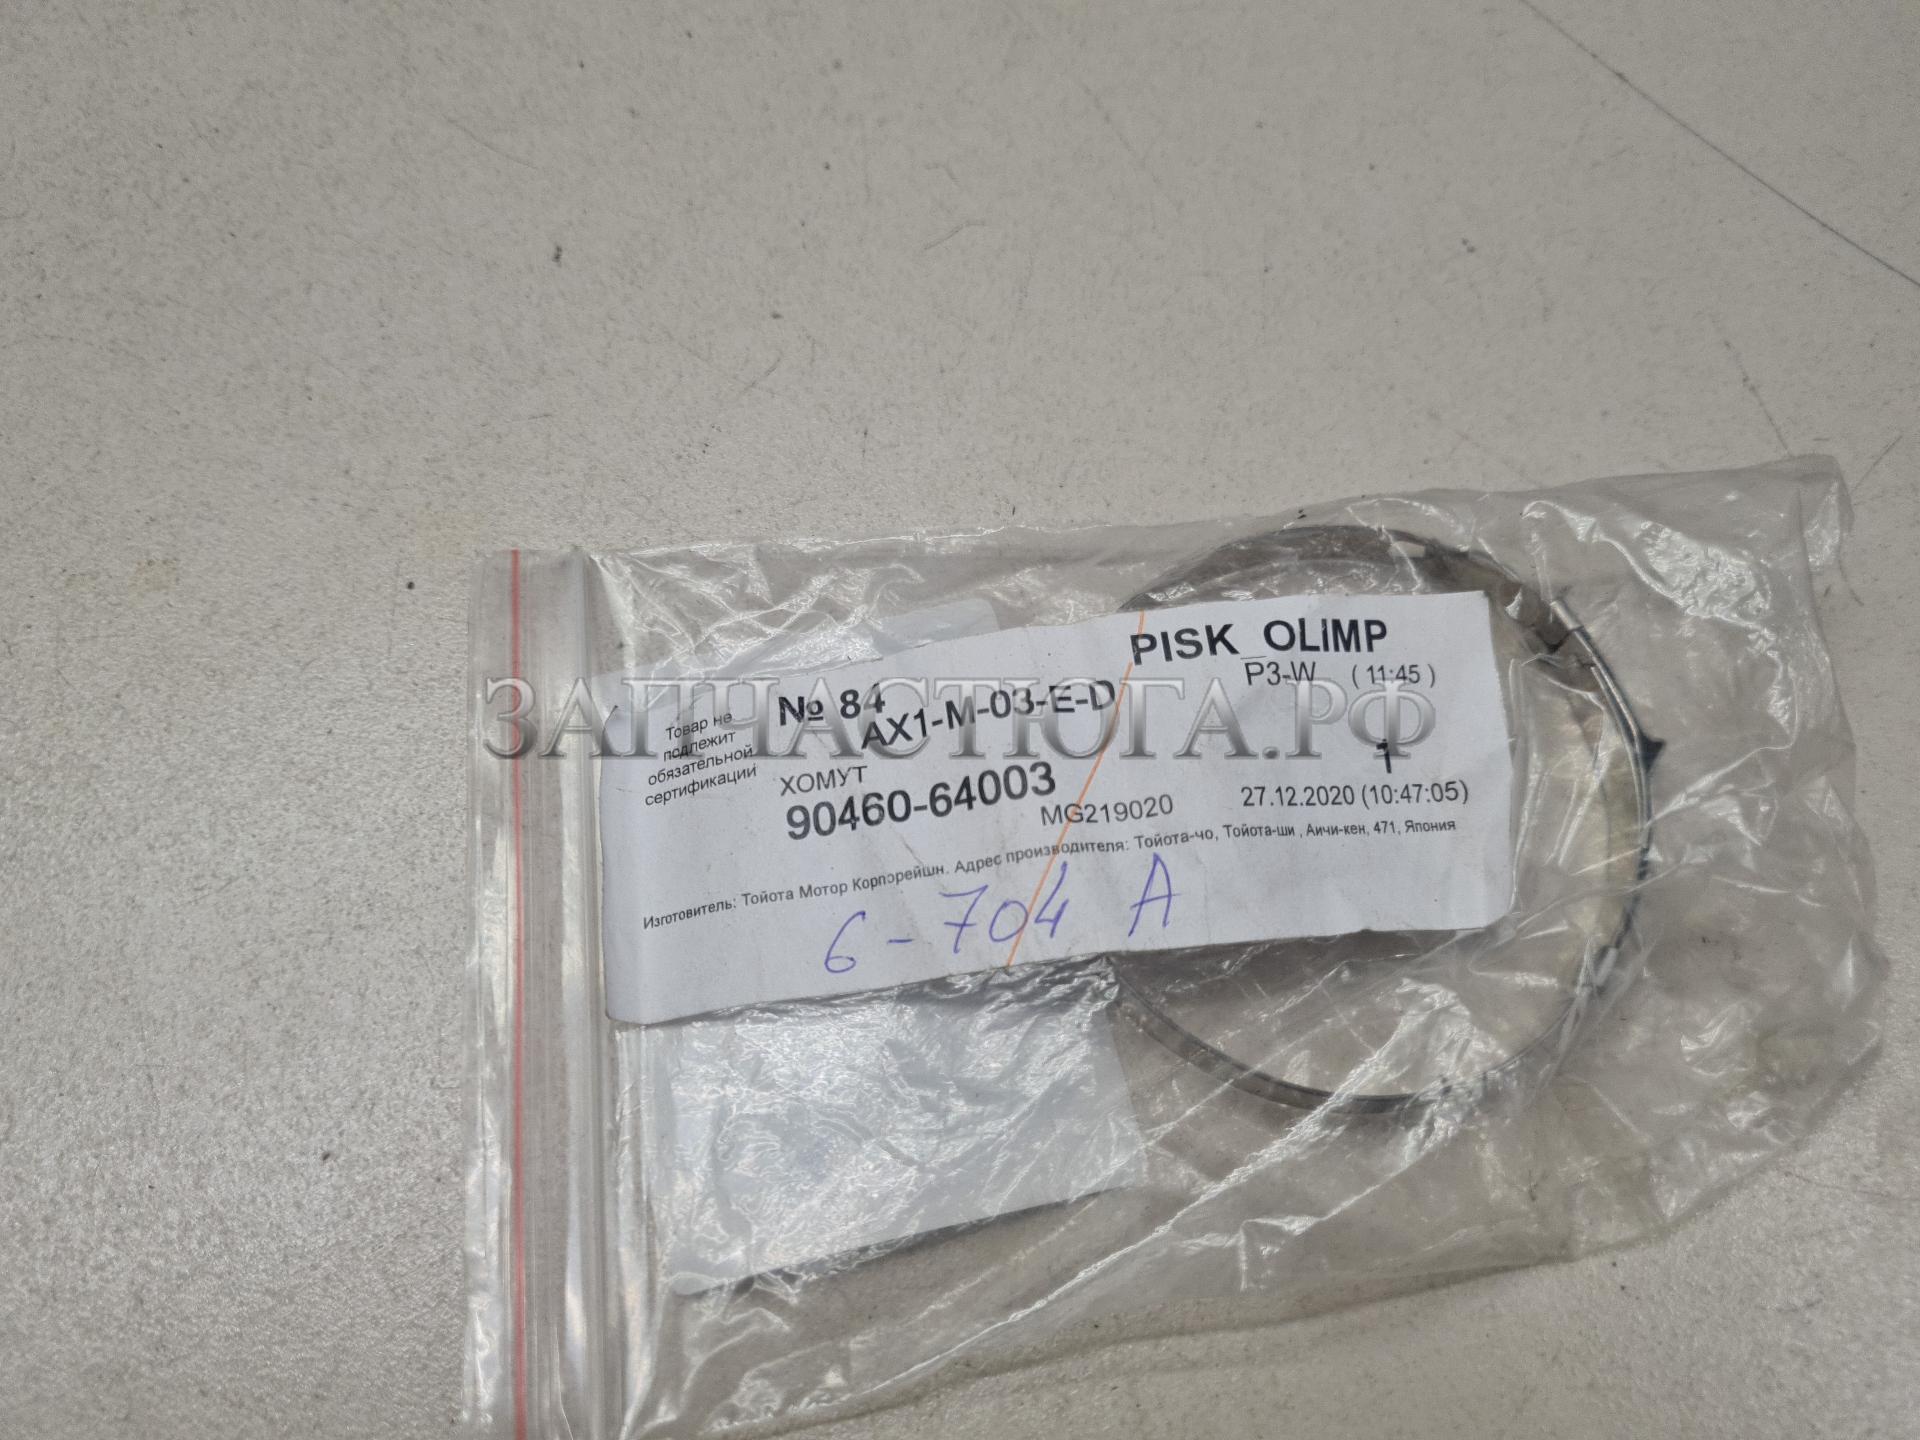 PISK_OLIMP
№ 84
P3-W ( 11:45 )
AX1-M-03-E-D
Товар не
подлежит
обязательной
сертификации
ХОМУТ
1
90460-64003
MG219020
27.12.2020 (10:47:05)
Изготовитель: Тойота Мотор Корпорейшн. Адрес производителя: Тойота-чо, Тойота-ши , Аичи-кен, 471, Япония
6-704 A
ЗАПЧАСТЮГА.РФ